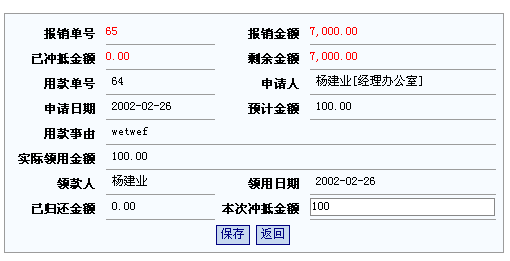 报销单号 65 报销金额 7,000.00
已冲抵金额 0.00 剩余金额 7,000.00
用款单号 64 申请人 杨建业[经理办公室]
申请日期 2002-02-26 预计金额 100.00
用款事由 wetwef
实际领用金额 100.00
领款人 杨建业 领用日期 2002-02-26
已归还金额 0.00 本次冲抵金额 100
保存 返回